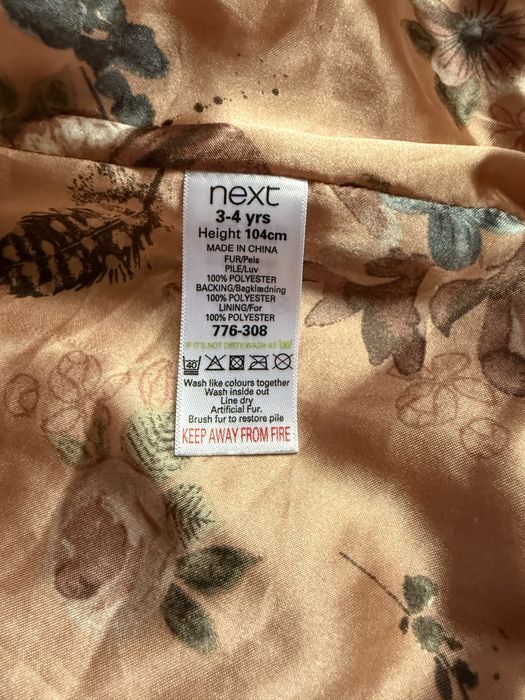 next
3-4 yrs
Height 104cm
MADE IN CHINA
FUR/Pels
PILE/Luv
100% POLYESTER
BACKING/Bagklædning
100% POLYESTER
LINING/For
100% POLYESTER
776-308
IF IT'S NOT DIRTY WASH AT 30°
40
Wash like colours together
Wash inside out
Line dry
Artificial Fur.
Brush fur to restore pile
KEEP AWAY FROM FIRE